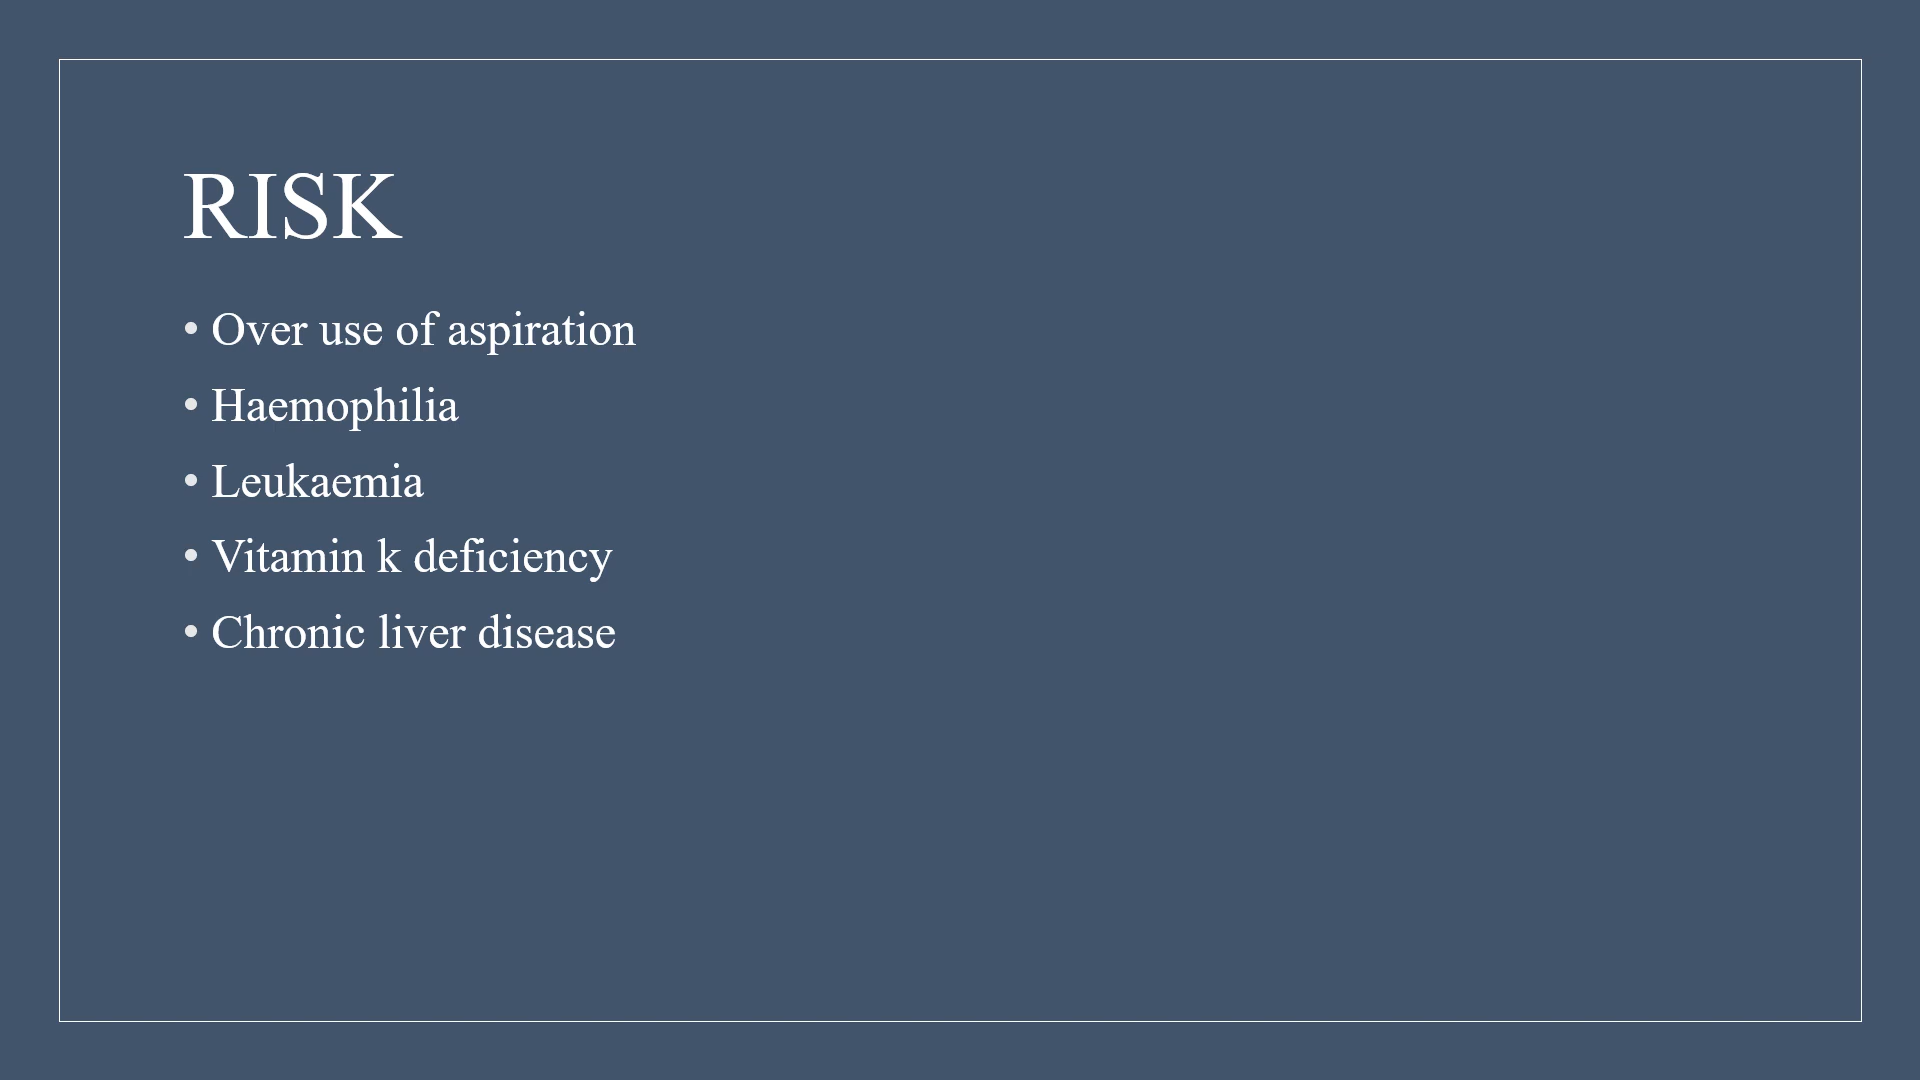 RISK
• Over use of aspiration
• Haemophilia
• Leukaemia
• Vitamin k deficiency
• Chronic liver disease